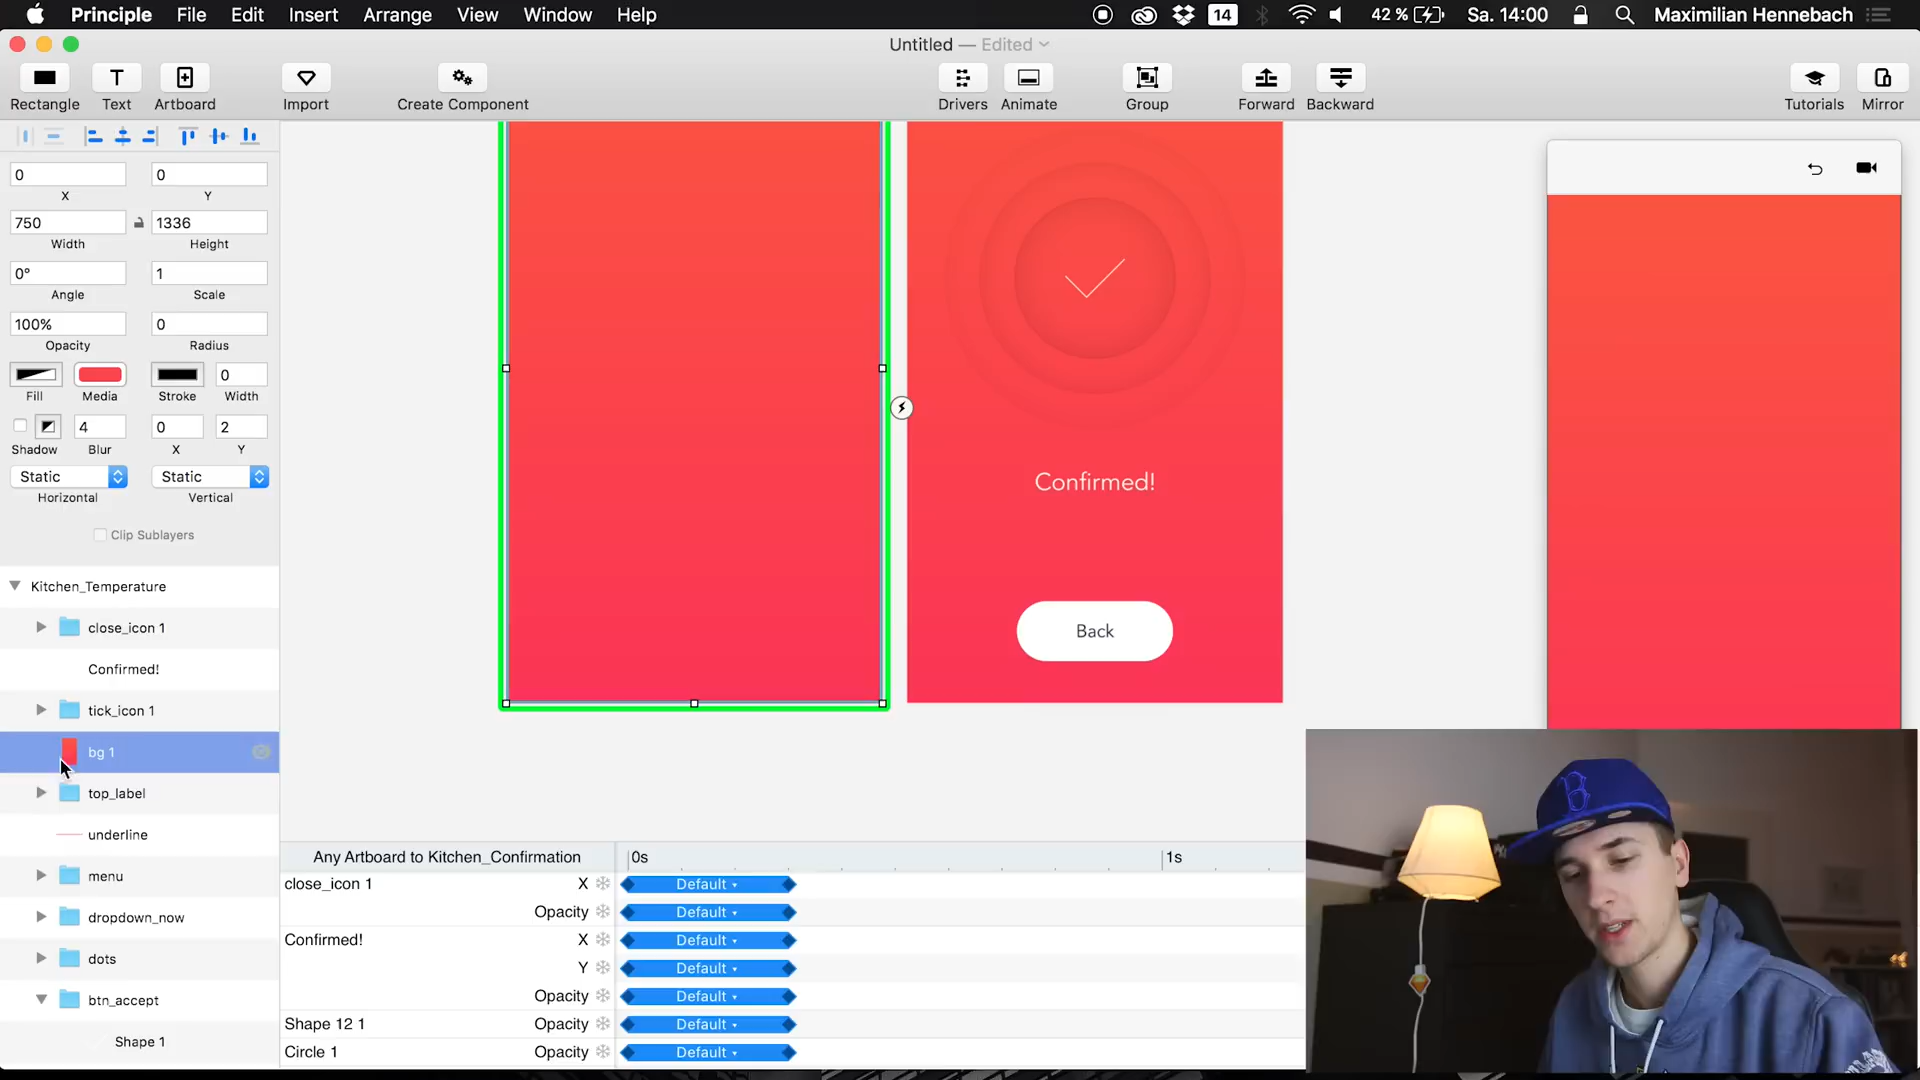 Principle File Edit Insert Arrange View Window Help
14 42 % Sa. 14:00 Maximilian Hennebach
Untitled — Edited
Rectangle Text Artboard Import Create Component Drivers Animate Group Forward Backward Tutorials Mirror
0 0
X Y
750 1336
Width Height
0° 1
Angle Scale
100% 0
Opacity Radius
0
Fill Media Stroke Width
4 0 2
Shadow Blur X Y
Static Static
Horizontal Vertical
Clip Sublayers
Kitchen_Temperature
close_icon 1
Confirmed!
tick_icon 1
bg 1
top_label
underline
menu
dropdown_now
dots
btn_accept
Shape 1
Confirmed!
Back
Any Artboard to Kitchen_Confirmation 0s 1s
close_icon 1 X Default
Opacity Default
Confirmed! X Default
Y Default
Opacity Default
Shape 12 1 Opacity Default
Circle 1 Opacity Default
B